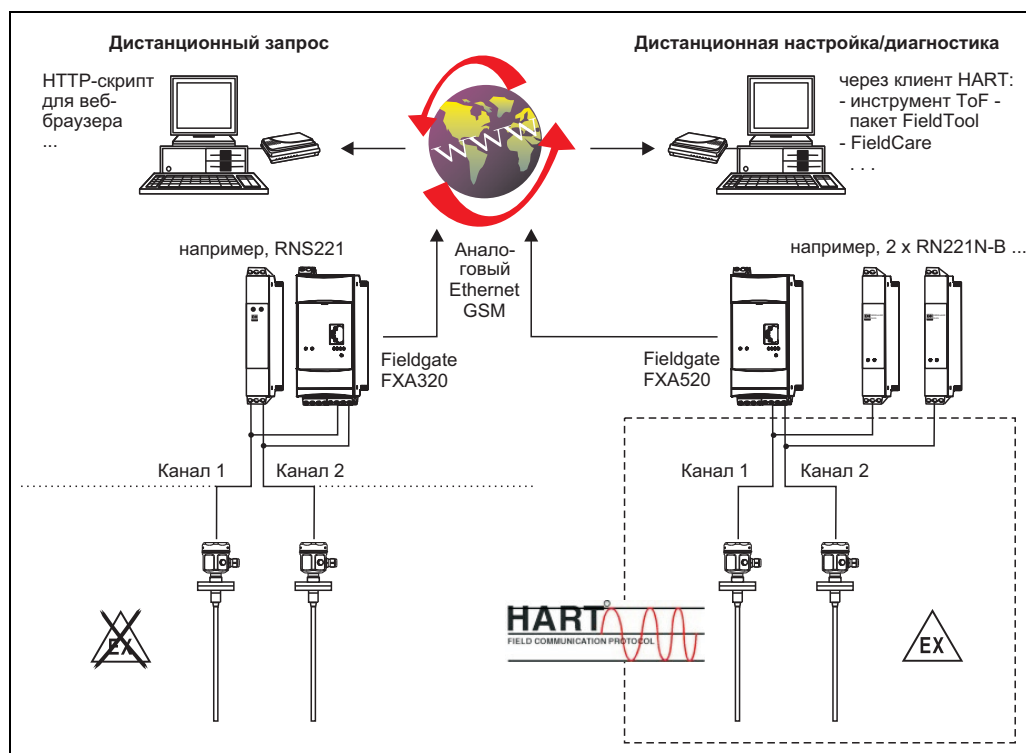 Дистанционный запрос
HTTP-скрипт
для веб-
браузера
...
Дистанционная настройка/диагностика
через клиент HART:
- инструмент ToF -
пакет FieldTool
- FieldCare
. . .
WWW
например, RNS221
Анало-
говый
Ethernet
GSM
например, 2 x RN221N-B ...
Fieldgate
FXA320
Fieldgate
FXA520
Канал 1
Канал 2
Канал 1
Канал 2
EX
HART
FIELD COMMUNICATION PROTOCOL
EX